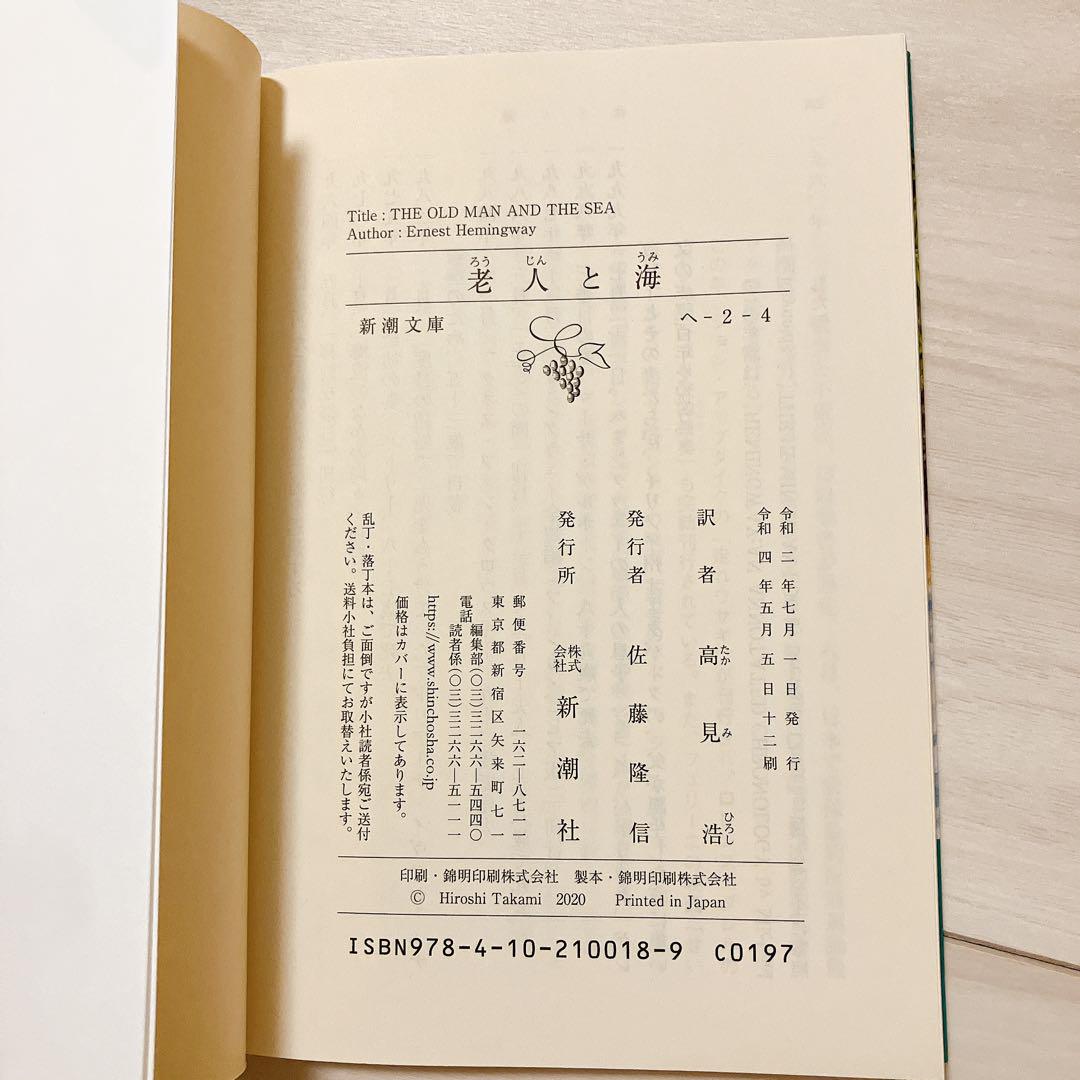 Title : THE OLD MAN AND THE SEA
Author : Ernest Hemingway
老人と海
ろう じん うみ
新潮文庫
ヘ-2-4
令和二年七月一日発行
令和四年五月五日十二刷
訳者 高見浩
たか み ひろし
発行者 佐藤隆信
発行所 株式会社 新潮社
郵便番号 一六二―八七一一
東京都新宿区矢来町七一
電話 編集部(〇三)三二六六―五四四〇
読者係(〇三)三二六六―五一一一
https://www.shinchosha.co.jp
価格はカバーに表示してあります。
乱丁・落丁本は、ご面倒ですが小社読者係宛ご送付
ください。送料小社負担にてお取替えいたします。
印刷・錦明印刷株式会社 製本・錦明印刷株式会社
© Hiroshi Takami 2020 Printed in Japan
ISBN978-4-10-210018-9 C0197